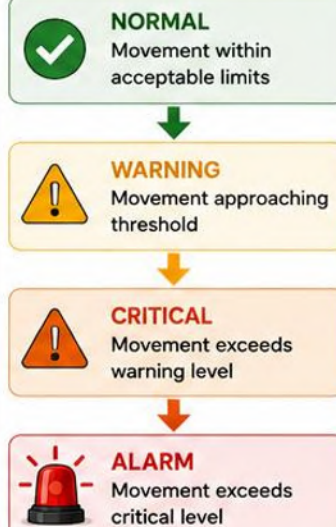 NORMAL
Movement within
acceptable limits
WARNING
Movement approaching
threshold
CRITICAL
Movement exceeds
warning level
ALARM
Movement exceeds
critical level